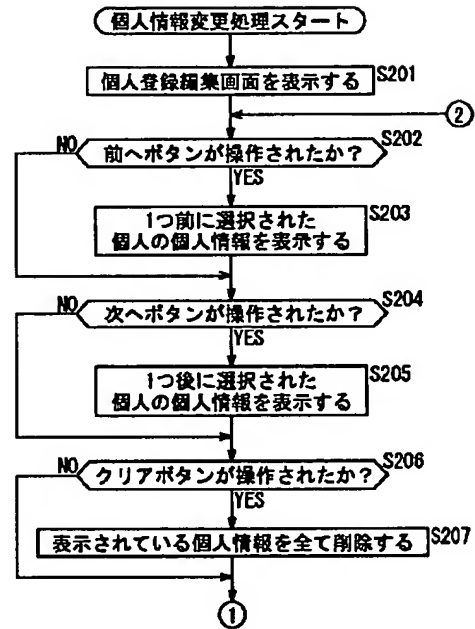 個人情報変更処理スタート
個人登録編集画面を表示する
S201
②
NO
前へボタンが操作されたか?
S202
YES
1つ前に選択された
個人の個人情報を表示する
S203
NO
次へボタンが操作されたか?
S204
YES
1つ後に選択された
個人の個人情報を表示する
S205
NO
クリアボタンが操作されたか?
S206
YES
表示されている個人情報を全て削除する
S207
①